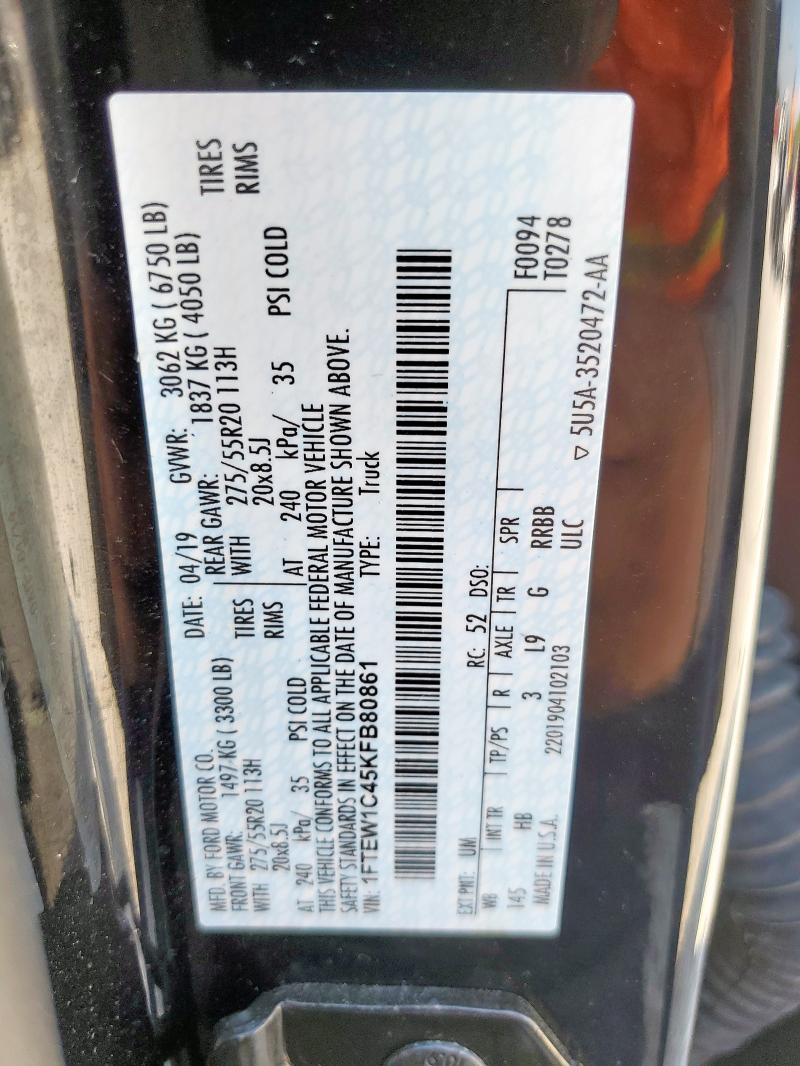 MFD. BY FORD MOTOR CO. DATE: 04/19 GVWR: 3062 KG ( 6750 LB)
FRONT GAWR: 1497 KG ( 3300 LB) REAR GAWR: 1837 KG ( 4050 LB)
WITH 275/55R20 113H TIRES WITH 275/55R20 113H TIRES
20x8.5J RIMS 20x8.5J RIMS
AT 240 kPa/ 35 PSI COLD AT 240 kPa/ 35 PSI COLD
THIS VEHICLE CONFORMS TO ALL APPLICABLE FEDERAL MOTOR VEHICLE
SAFETY STANDARDS IN EFFECT ON THE DATE OF MANUFACTURE SHOWN ABOVE.
VIN: 1FTEW1C45KFB80861 TYPE: Truck
EXT PNT: UM RC: 52 DSO:
WB INT TR TP/PS R AXLE TR SPR F0094
145 HB 3 L9 G RRBB T0278
MADE IN U.S.A. 2201904102103 ULC
▽ 5U5A-3520472-AA